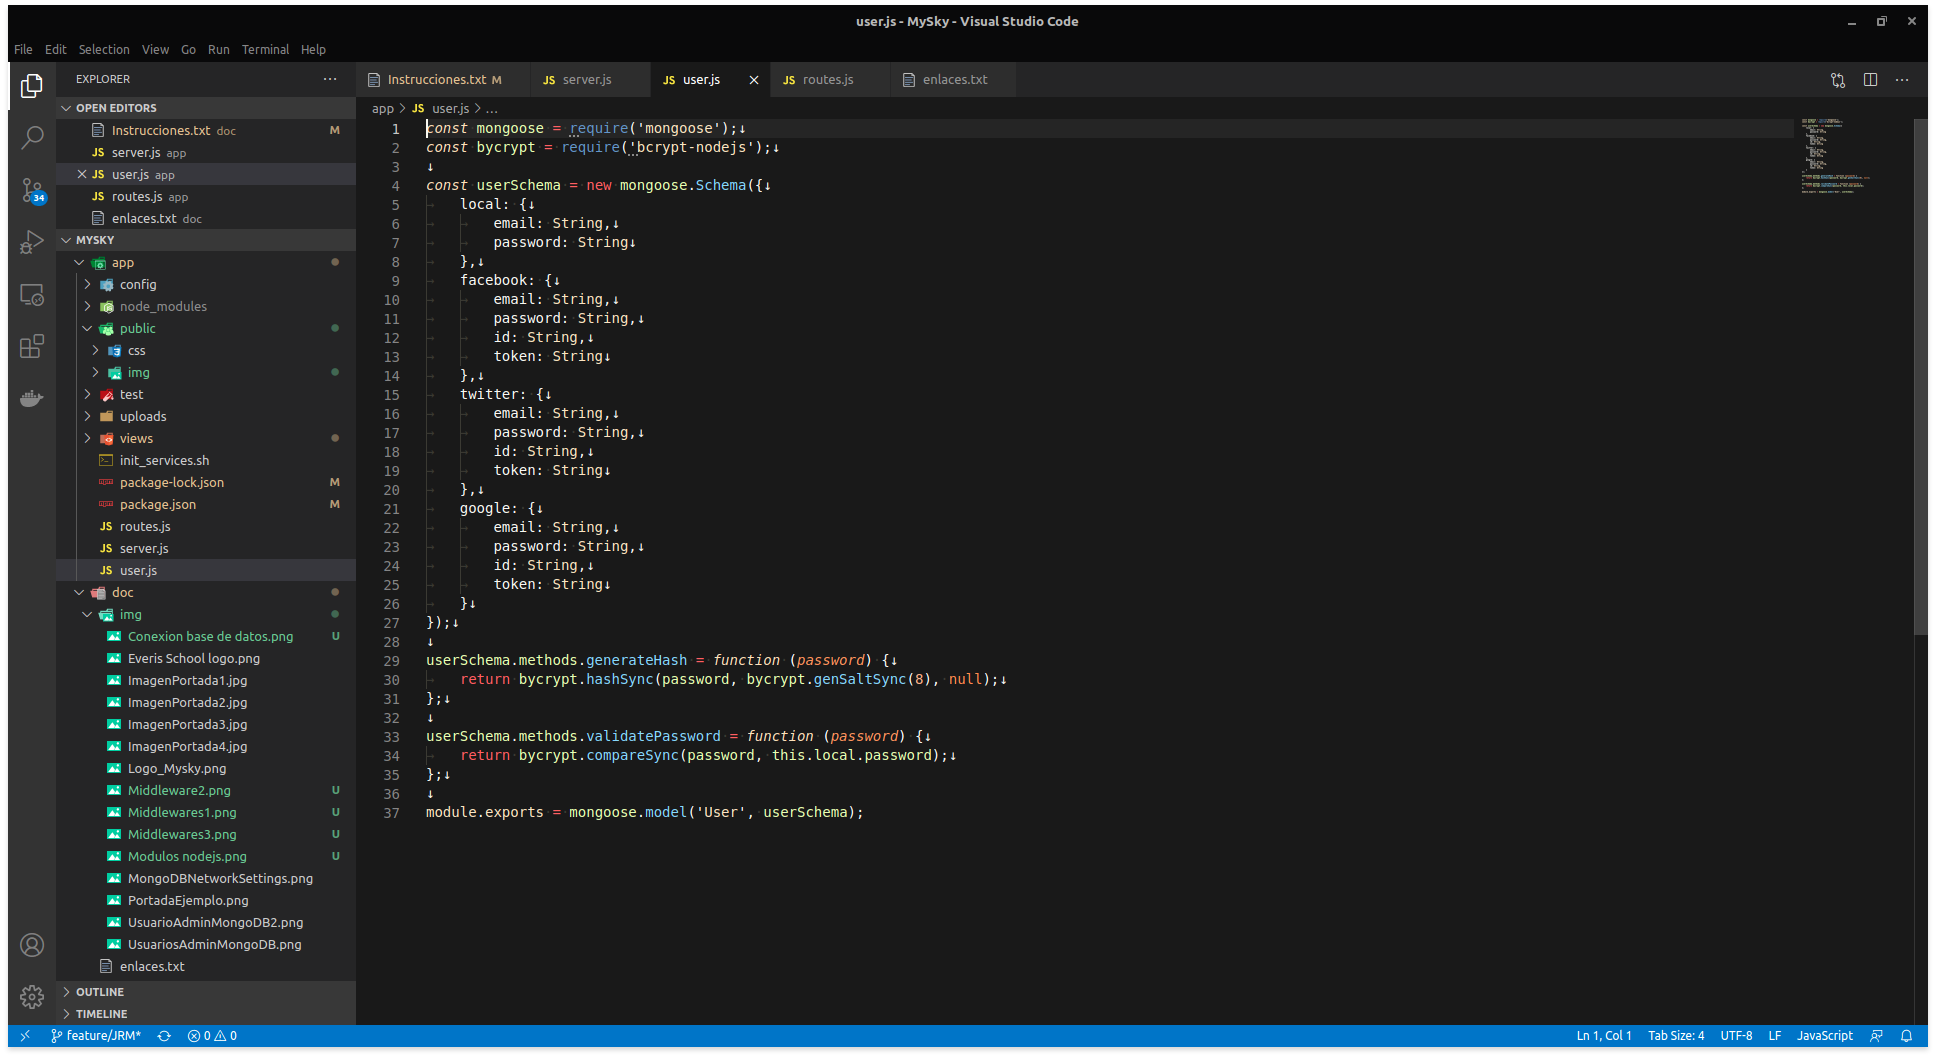 user.js - MySky - Visual Studio Code
File Edit Selection View Go Run Terminal Help
EXPLORER
OPEN EDITORS
Instrucciones.txt doc M
server.js app
user.js app
routes.js app
enlaces.txt doc
34
MYSKY
app
config
node_modules
public
css
img
test
uploads
views
init_services.sh
package-lock.json M
package.json M
JS routes.js
JS server.js
JS user.js
doc
img
Conexion base de datos.png U
Everis School logo.png
ImagenPortada1.jpg
ImagenPortada2.jpg
ImagenPortada3.jpg
ImagenPortada4.jpg
Logo_Mysky.png
Middleware2.png U
Middlewares1.png U
Middlewares3.png U
Modulos nodejs.png U
MongoDBNetworkSettings.png
PortadaEjemplo.png
UsuarioAdminMongoDB2.png
UsuariosAdminMongoDB.png
enlaces.txt
OUTLINE
TIMELINE
Instrucciones.txt M JS server.js JS user.js JS routes.js enlaces.txt
app > JS user.js > ...
1 const mongoose = require('mongoose');↓
2 const bycrypt = require('bcrypt-nodejs');↓
3 ↓
4 const userSchema = new mongoose.Schema({↓
5 local: {↓
6 email: String,↓
7 password: String↓
8 },↓
9 facebook: {↓
10 email: String,↓
11 password: String,↓
12 id: String,↓
13 token: String↓
14 },↓
15 twitter: {↓
16 email: String,↓
17 password: String,↓
18 id: String,↓
19 token: String↓
20 },↓
21 google: {↓
22 email: String,↓
23 password: String,↓
24 id: String,↓
25 token: String↓
26 }↓
27 });↓
28 ↓
29 userSchema.methods.generateHash = function (password) {↓
30 return bycrypt.hashSync(password, bycrypt.genSaltSync(8), null);↓
31 };↓
32 ↓
33 userSchema.methods.validatePassword = function (password) {↓
34 return bycrypt.compareSync(password, this.local.password);↓
35 };↓
36 ↓
37 module.exports = mongoose.model('User', userSchema);
feature/JRM* 0 0 Ln 1, Col 1 Tab Size: 4 UTF-8 LF JavaScript